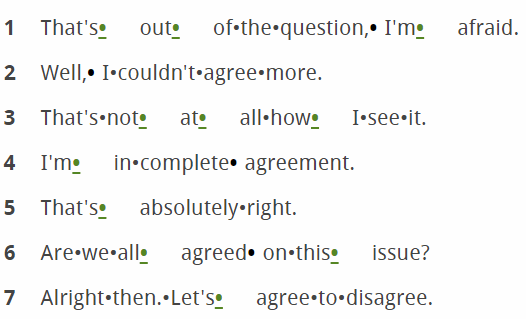 1 That's• out• of•the•question,• I'm• afraid.
2 Well,• I•couldn't•agree•more.
3 That's•not• at• all•how• I•see•it.
4 I'm• in•complete• agreement.
5 That's• absolutely•right.
6 Are•we•all• agreed• on•this• issue?
7 Alright•then.•Let's• agree•to•disagree.